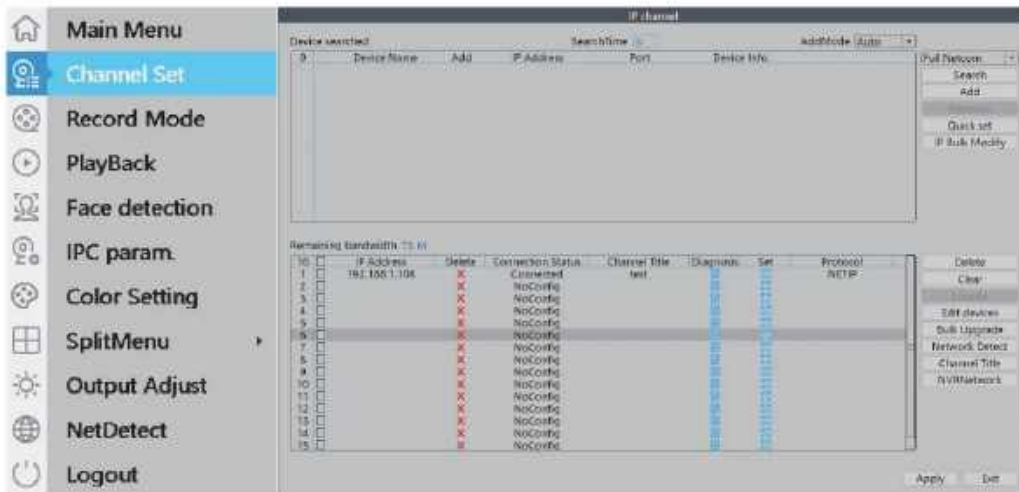 Main Menu
Channel Set
Record Mode
PlayBack
Face detection
IPC param.
Color Setting
SplitMenu
Output Adjust
NetDetect
Logout
IP channel
Device searched SearchTime AddMode Auto
Device Name Add IP Address Port Device Info.
Full Netcom
Search
Add
Quick set
IP Bulk Modify
Remaining bandwidth
IP Address Delete Connection Status Channel Title Diagnosis Set Protocol
1 192.168.1.108 X Connected test NETIP
2 X NoConfig
3 X NoConfig
4 X NoConfig
5 X NoConfig
6 X NoConfig
7 X NoConfig
8 X NoConfig
9 X NoConfig
10 X NoConfig
11 X NoConfig
12 X NoConfig
13 X NoConfig
14 X NoConfig
15 X NoConfig
Delete
Clear
Edit devices
Bulk Upgrade
Network Detect
Channel Title
NVRNetwork
Apply Exit